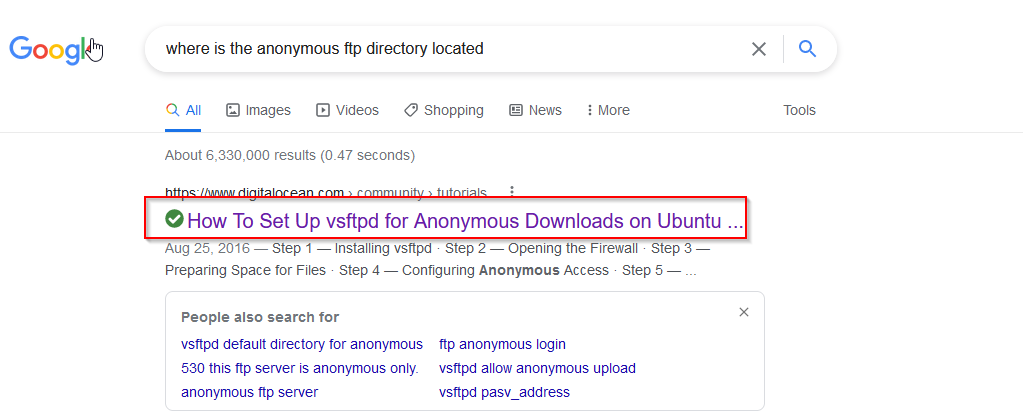 Google
where is the anonymous ftp directory located
All Images Videos Shopping News More Tools
About 6,330,000 results (0.47 seconds)
https://www.digitalocean.com › community › tutorials
How To Set Up vsftpd for Anonymous Downloads on Ubuntu ...
Aug 25, 2016 — Step 1 — Installing vsftpd · Step 2 — Opening the Firewall · Step 3 —
Preparing Space for Files · Step 4 — Configuring Anonymous Access · Step 5 — ...
People also search for
vsftpd default directory for anonymous ftp anonymous login
530 this ftp server is anonymous only. vsftpd allow anonymous upload
anonymous ftp server vsftpd pasv_address